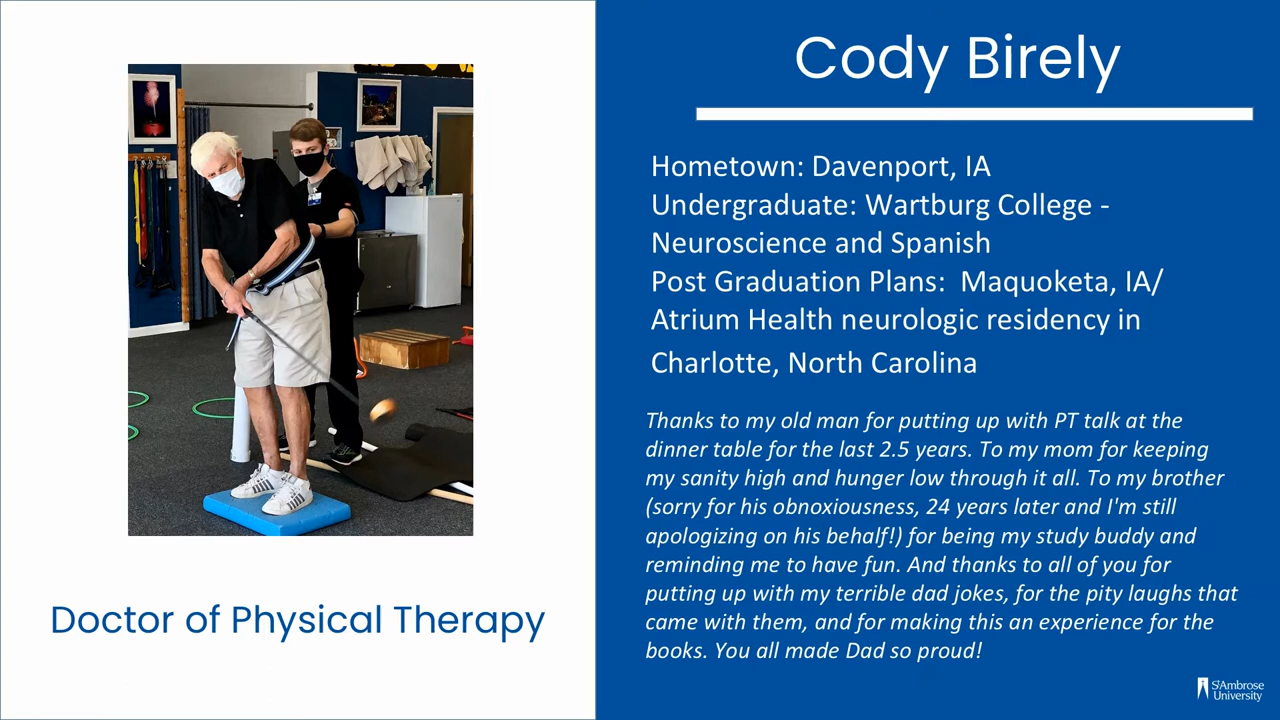 Cody Birely
Hometown: Davenport, IA
Undergraduate: Wartburg College -
Neuroscience and Spanish
Post Graduation Plans:  Maquoketa, IA/
Atrium Health neurologic residency in
Charlotte, North Carolina
Thanks to my old man for putting up with PT talk at the
dinner table for the last 2.5 years. To my mom for keeping
my sanity high and hunger low through it all. To my brother
(sorry for his obnoxiousness, 24 years later and I'm still
apologizing on his behalf!) for being my study buddy and
reminding me to have fun. And thanks to all of you for
putting up with my terrible dad jokes, for the pity laughs that
came with them, and for making this an experience for the
books. You all made Dad so proud!
Doctor of Physical Therapy
St.Ambrose
University